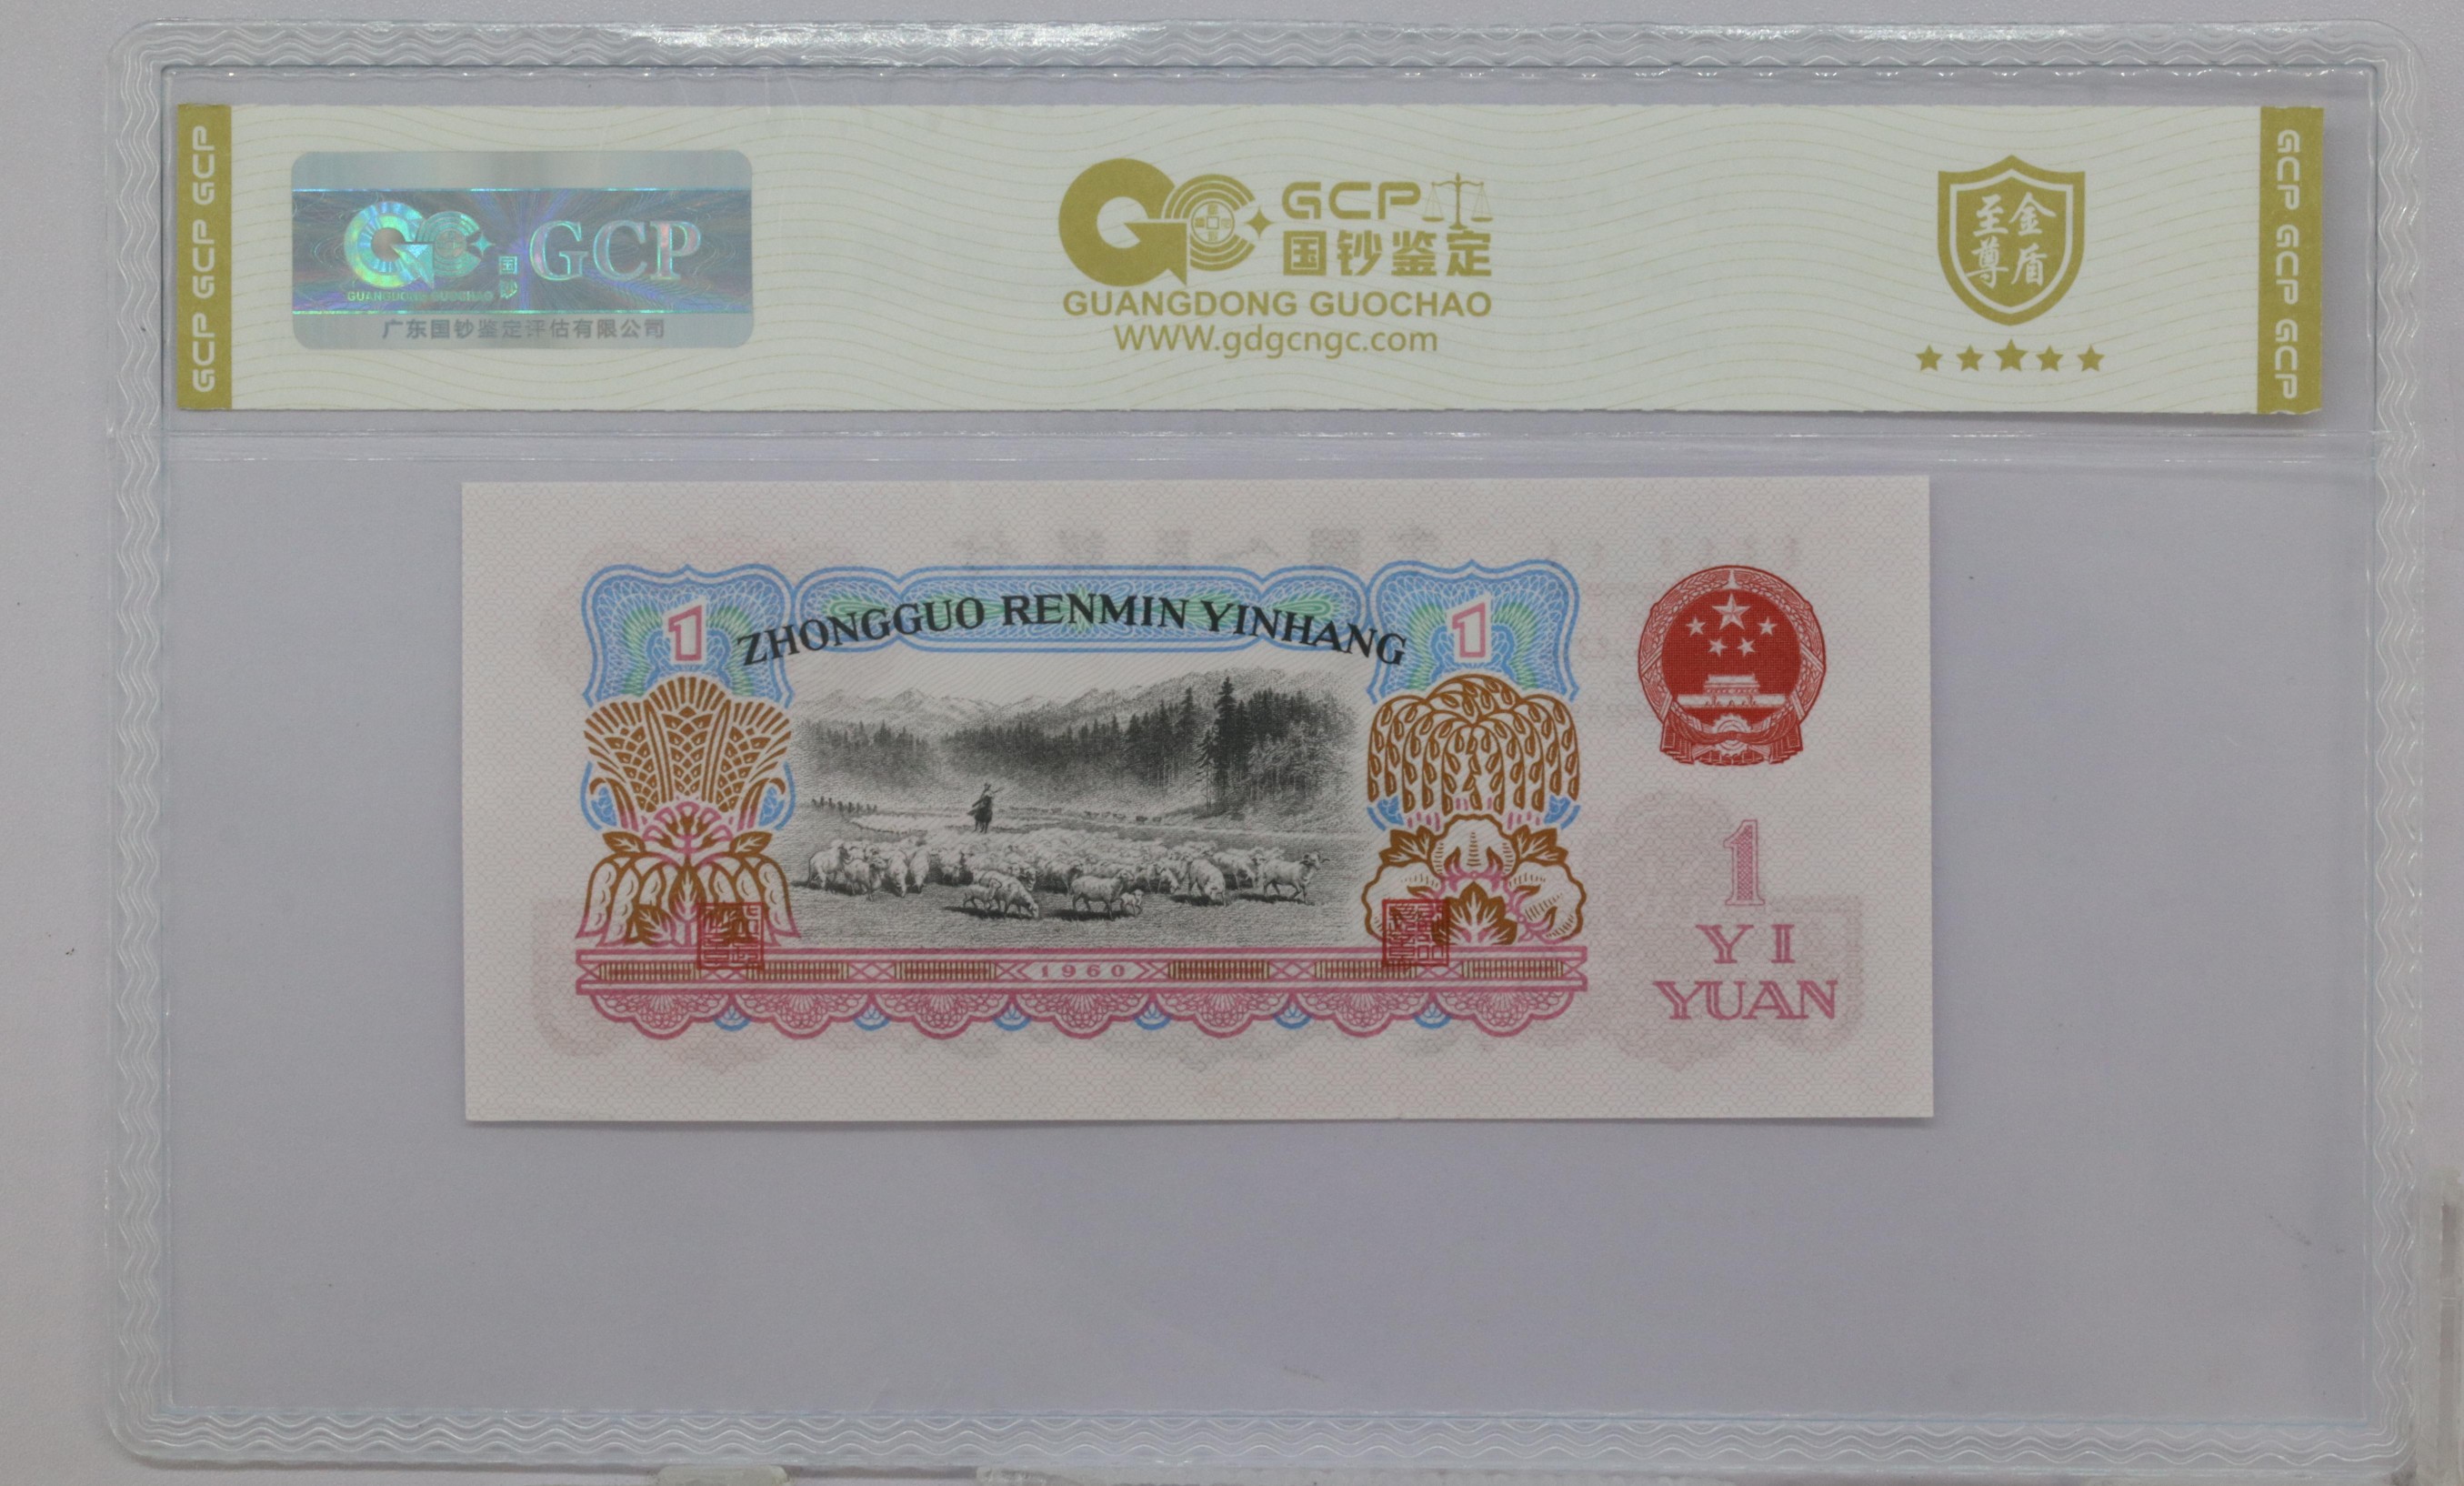 GCP GCP GCP
GCP
国钞
GUANGDONG GUOCHAO
广东国钞鉴定评估有限公司
GCP
国钞鉴定
GUANGDONG GUOCHAO
WWW.gdgcngc.com
至尊
金盾
GCP GCP GCP
ZHONGGUO RENMIN YINHANG
1
1
1960
1
YI
YUAN